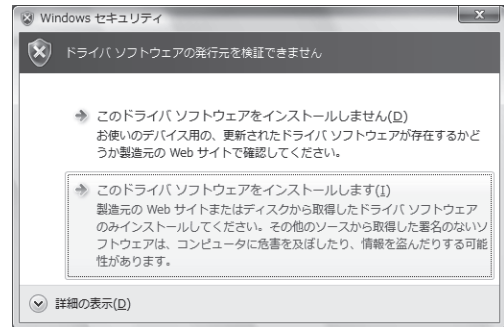 Windows セキュリティ
ドライバ ソフトウェアの発行元を検証できません
このドライバ ソフトウェアをインストールしません(D)
お使いのデバイス用の、更新されたドライバ ソフトウェアが存在するかど
うか製造元の Web サイトで確認してください。
このドライバ ソフトウェアをインストールします(I)
製造元の Web サイトまたはディスクから取得したドライバ ソフトウェア
のみインストールしてください。その他のソースから取得した署名のないソ
フトウェアは、コンピュータに危害を及ぼしたり、情報を盗んだりする可能
性があります。
詳細の表示(D)